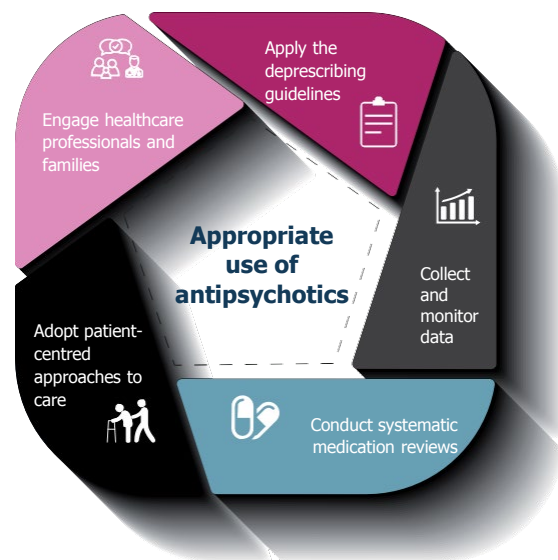 Apply the
deprescribing
guidelines
Engage healthcare
professionals and
families
Appropriate
use of
antipsychotics
Collect
and
monitor
data
Adopt patient-
centred
approaches to
care
Conduct systematic
medication reviews